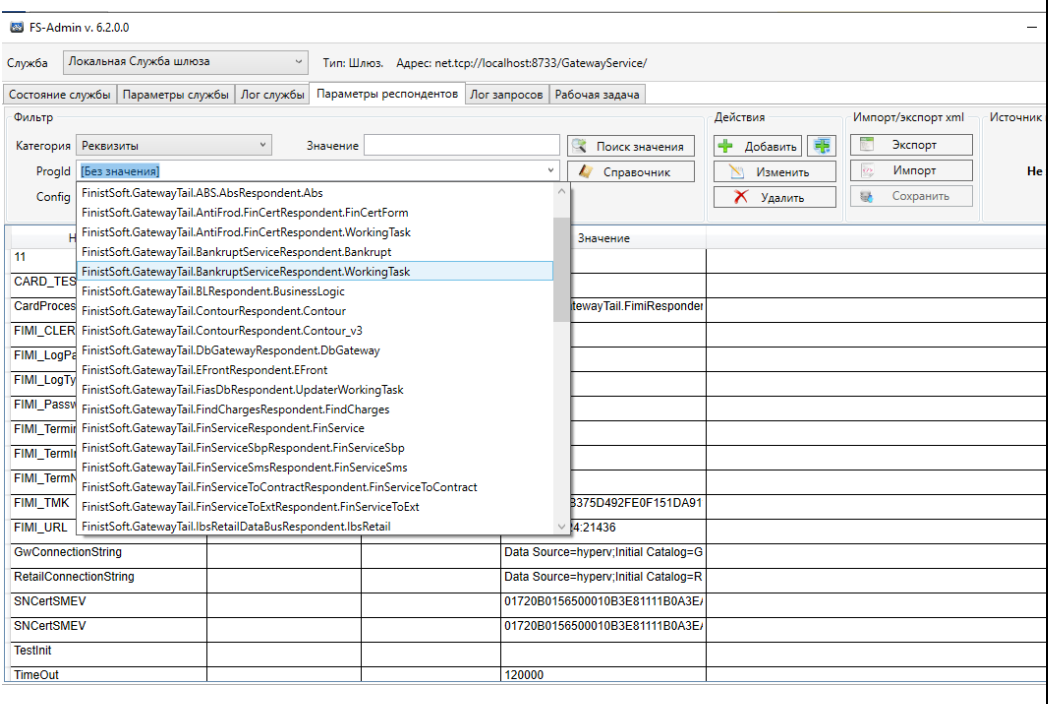 FS-Admin v. 6.2.0.0
Служба Локальная Служба шлюза Тип: Шлюз. Адрес: net.tcp://localhost:8733/GatewayService/
Состояние службы Параметры службы Лог службы Параметры респондентов Лог запросов Рабочая задача
Фильтр Действия Импорт/экспорт xml Источник
Категория Реквизиты Значение Поиск значения Добавить Экспорт
ProgId [Без значения] Справочник Изменить Импорт Не
Config Удалить Сохранить
FinistSoft.GatewayTail.ABS.AbsRespondent.Abs
FinistSoft.GatewayTail.AntiFrod.FinCertRespondent.FinCertForm
FinistSoft.GatewayTail.AntiFrod.FinCertRespondent.WorkingTask
Н Значение
FinistSoft.GatewayTail.BankruptServiceRespondent.Bankrupt
11
FinistSoft.GatewayTail.BankruptServiceRespondent.WorkingTask
CARD_TES
FinistSoft.GatewayTail.BLRespondent.BusinessLogic
CardProces tewayTail.FimiResponder
FinistSoft.GatewayTail.ContourRespondent.Contour
FIMI_CLER
FinistSoft.GatewayTail.ContourRespondent.Contour_v3
FIMI_LogPa
FinistSoft.GatewayTail.DbGatewayRespondent.DbGateway
FinistSoft.GatewayTail.EFrontRespondent.EFront
FIMI_LogTy
FinistSoft.GatewayTail.FiasDbRespondent.UpdaterWorkingTask
FIMI_Passw
FinistSoft.GatewayTail.FindChargesRespondent.FindCharges
FIMI_Termin
FinistSoft.GatewayTail.FinServiceRespondent.FinService
FinistSoft.GatewayTail.FinServiceSbpRespondent.FinServiceSbp
FIMI_TermIn
FinistSoft.GatewayTail.FinServiceSmsRespondent.FinServiceSms
FIMI_TermN
FinistSoft.GatewayTail.FinServiceToContractRespondent.FinServiceToContract
FIMI_TMK B375D492FE0F151DA91
FinistSoft.GatewayTail.FinServiceToExtRespondent.FinServiceToExt
FIMI_URL 4:21436
FinistSoft.GatewayTail.IbsRetailDataBusRespondent.IbsRetail
GwConnectionString Data Source=hyperv;Initial Catalog=G
RetailConnectionString Data Source=hyperv;Initial Catalog=R
SNCertSMEV 01720B0156500010B3E81111B0A3E
SNCertSMEV 01720B0156500010B3E81111B0A3E
TestInit
TimeOut 120000